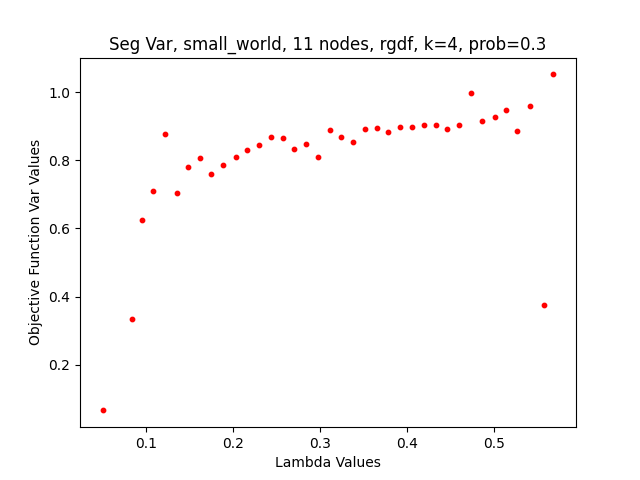 Seg Var, small_world, 11 nodes, rgdf, k=4, prob=0.3
Objective Function Var Values
1.0
0.8
0.6
0.4
0.2
0.1 0.2 0.3 0.4 0.5
Lambda Values